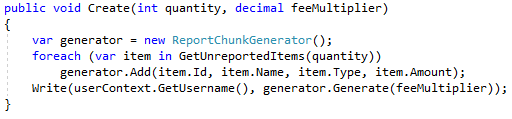 public void Create(int quantity, decimal feeMultiplier)
{
    var generator = new ReportChunkGenerator();
    foreach (var item in GetUnreportedItems(quantity))
        generator.Add(item.Id, item.Name, item.Type, item.Amount);
    Write(userContext.GetUsername(), generator.Generate(feeMultiplier));
}